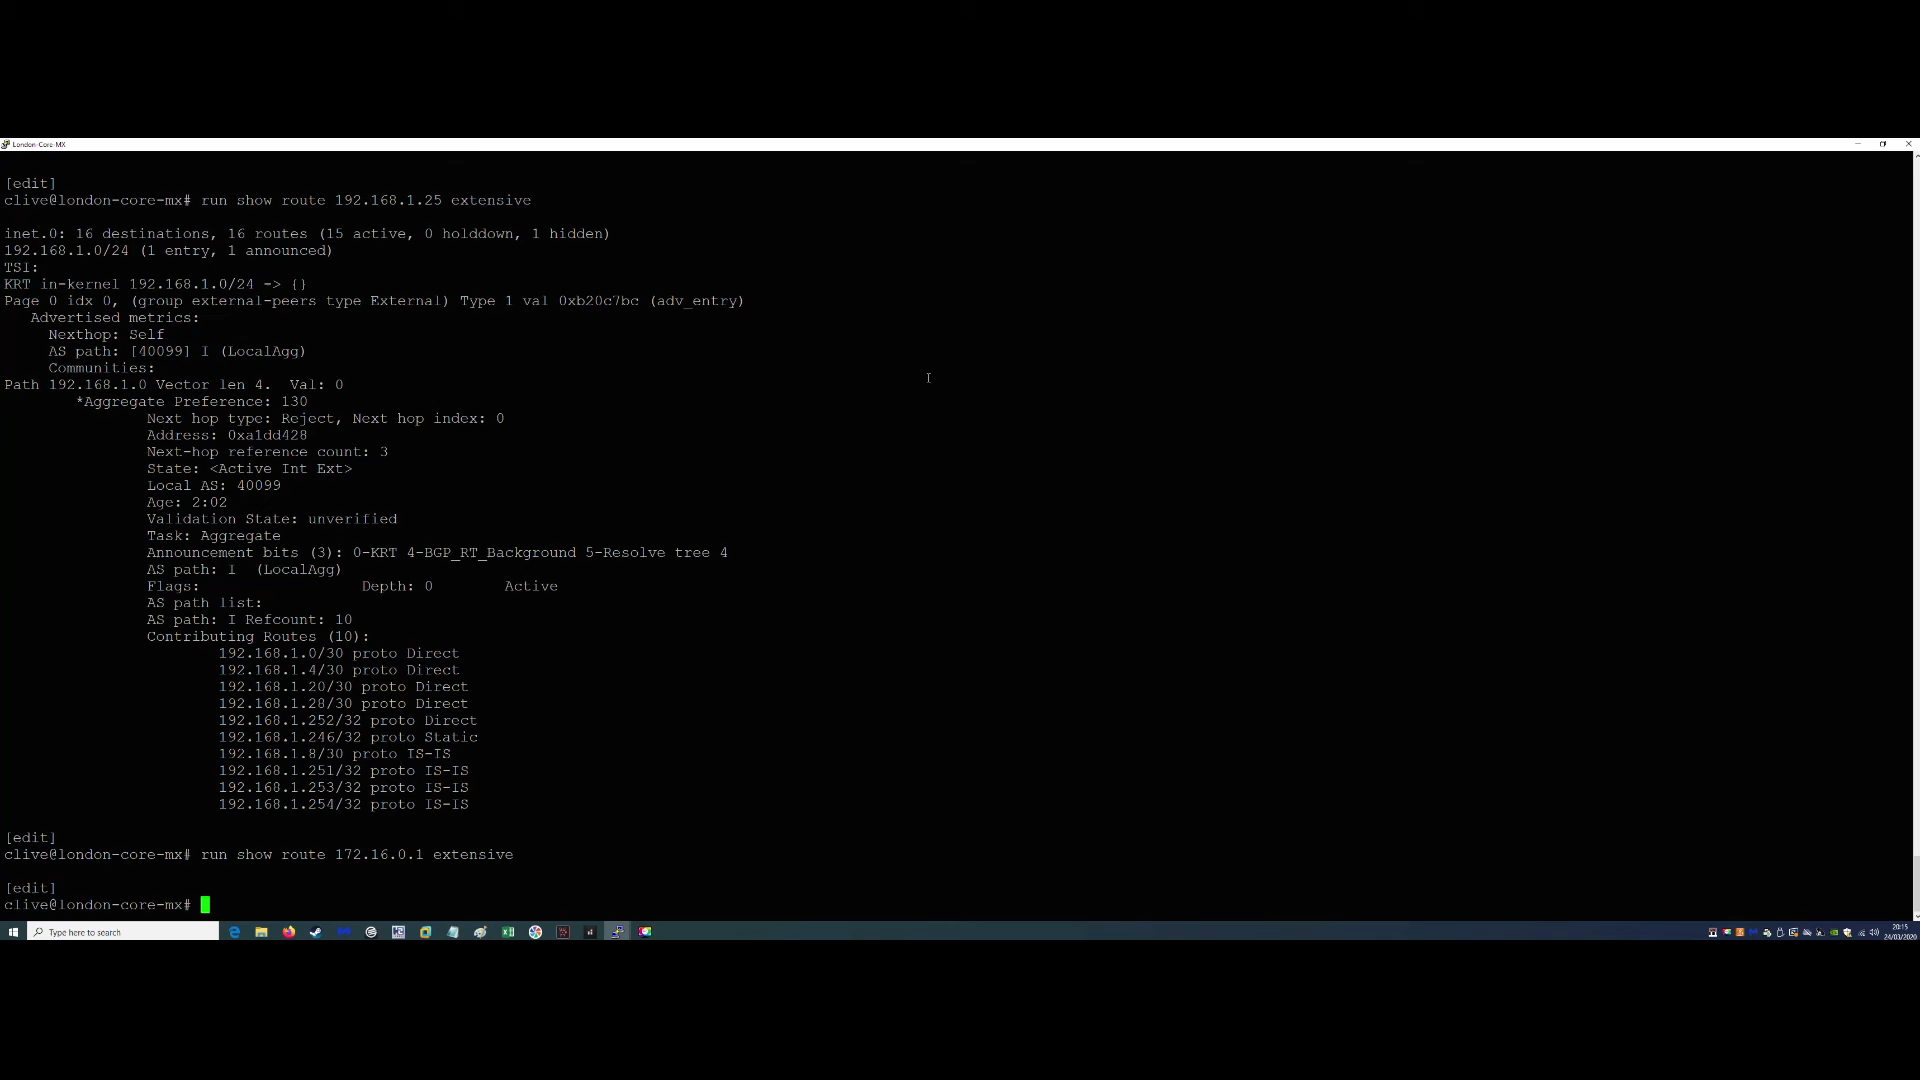 London-Core-MX
[edit]
clive@london-core-mx# run show route 192.168.1.25 extensive
inet.0: 16 destinations, 16 routes (15 active, 0 holddown, 1 hidden)
192.168.1.0/24 (1 entry, 1 announced)
TSI:
KRT in-kernel 192.168.1.0/24 -> {}
Page 0 idx 0, (group external-peers type External) Type 1 val 0xb20c7bc (adv_entry)
Advertised metrics:
Nexthop: Self
AS path: [40099] I (LocalAgg)
Communities:
Path 192.168.1.0 Vector len 4.  Val: 0
*Aggregate Preference: 130
Next hop type: Reject, Next hop index: 0
Address: 0xa1dd428
Next-hop reference count: 3
State: <Active Int Ext>
Local AS: 40099
Age: 2:02
Validation State: unverified
Task: Aggregate
Announcement bits (3): 0-KRT 4-BGP_RT_Background 5-Resolve tree 4
AS path: I  (LocalAgg)
Flags: Depth: 0 Active
AS path list:
AS path: I Refcount: 10
Contributing Routes (10):
192.168.1.0/30 proto Direct
192.168.1.4/30 proto Direct
192.168.1.20/30 proto Direct
192.168.1.28/30 proto Direct
192.168.1.252/32 proto Direct
192.168.1.246/32 proto Static
192.168.1.8/30 proto IS-IS
192.168.1.251/32 proto IS-IS
192.168.1.253/32 proto IS-IS
192.168.1.254/32 proto IS-IS
[edit]
clive@london-core-mx# run show route 172.16.0.1 extensive
[edit]
clive@london-core-mx#
Type here to search
20:15
24/03/2020